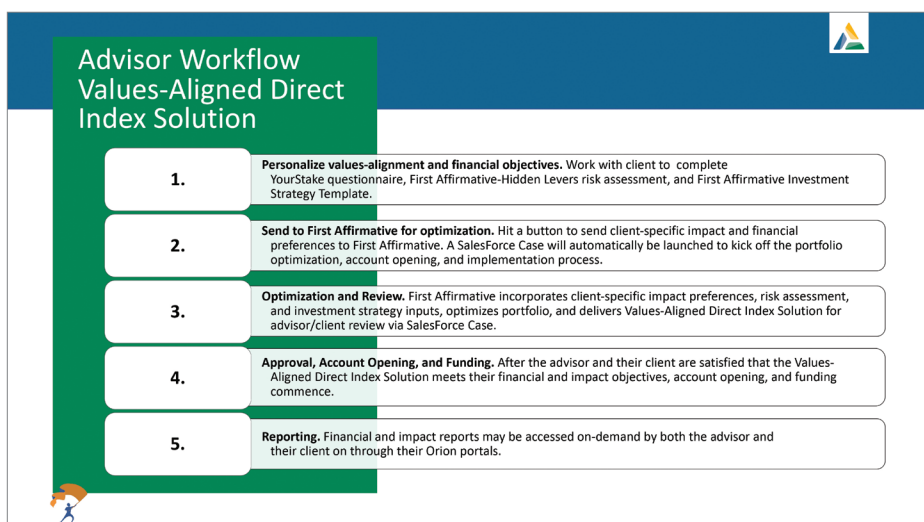 Advisor Workflow
Values-Aligned Direct
Index Solution
1.
Personalize values-alignment and financial objectives. Work with client to complete
YourStake questionnaire, First Affirmative-Hidden Levers risk assessment, and First Affirmative Investment
Strategy Template.
2.
Send to First Affirmative for optimization. Hit a button to send client-specific impact and financial
preferences to First Affirmative. A SalesForce Case will automatically be launched to kick off the portfolio
optimization, account opening, and implementation process.
3.
Optimization and Review. First Affirmative incorporates client-specific impact preferences, risk assessment,
and investment strategy inputs, optimizes portfolio, and delivers Values-Aligned Direct Index Solution for
advisor/client review via SalesForce Case.
4.
Approval, Account Opening, and Funding. After the advisor and their client are satisfied that the Values-
Aligned Direct Index Solution meets their financial and impact objectives, account opening, and funding
commence.
5.
Reporting. Financial and impact reports may be accessed on-demand by both the advisor and
their client on through their Orion portals.